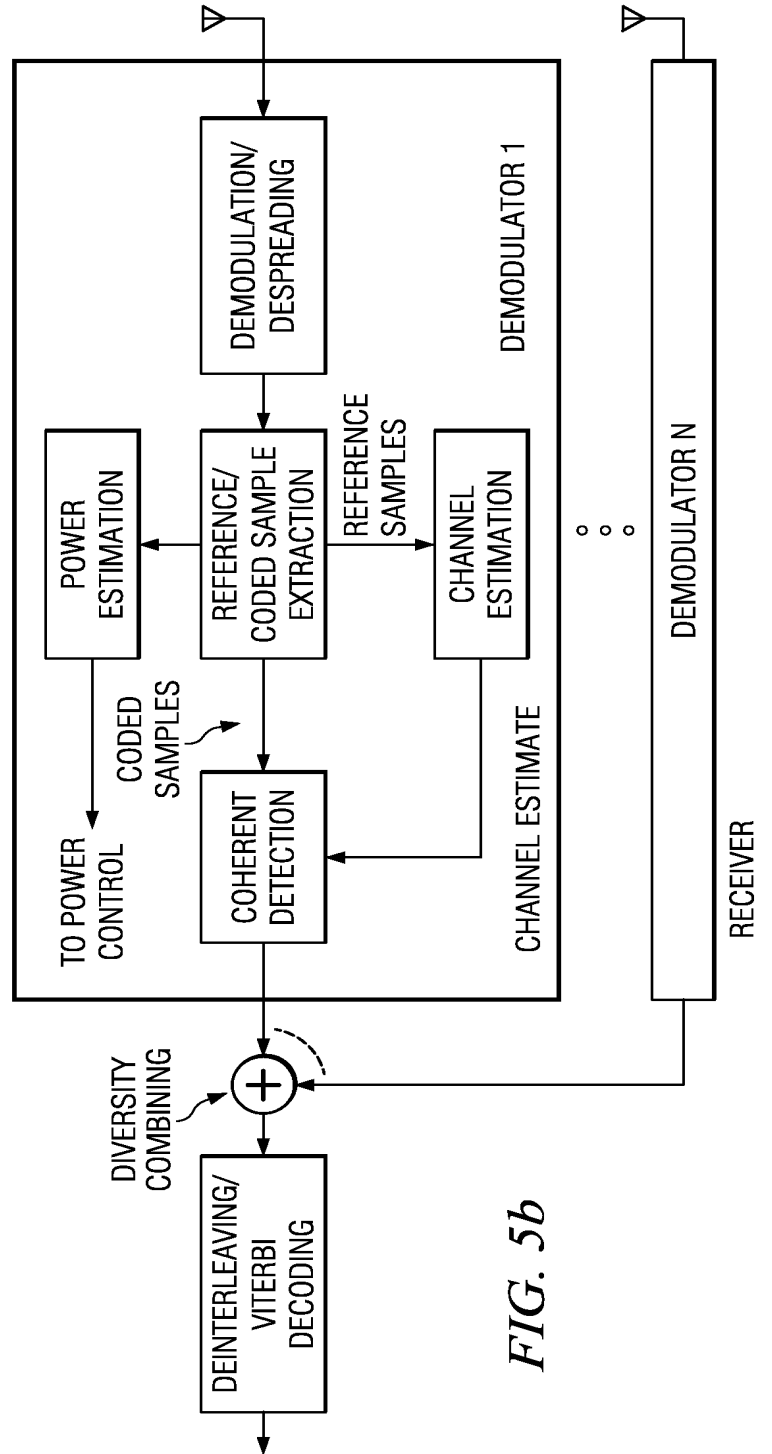 DEMODULATION/
DESPREADING
DEMODULATOR 1
POWER
ESTIMATION
REFERENCE/
CODED SAMPLE
EXTRACTION
REFERENCE
SAMPLES
CHANNEL
ESTIMATION
TO POWER
CONTROL
CODED
SAMPLES
COHERENT
DETECTION
CHANNEL ESTIMATE
DEMODULATOR N
RECEIVER
DIVERSITY
COMBINING
+
DEINTERLEAVING/
VITERBI
DECODING
FIG. 5b